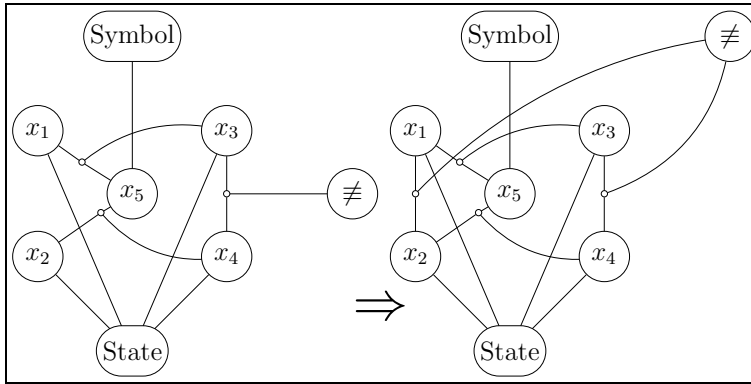 Symbol Symbol ≢
x₁ x₃ x₁ x₃
x₅ ≢ x₅
x₂ x₄ x₂ x₄
⇒
State State